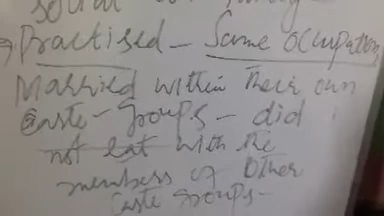 social
→ Practised - Same occupation
Married within their own
Caste-groups - did
not eat with the
members of other
caste groups-